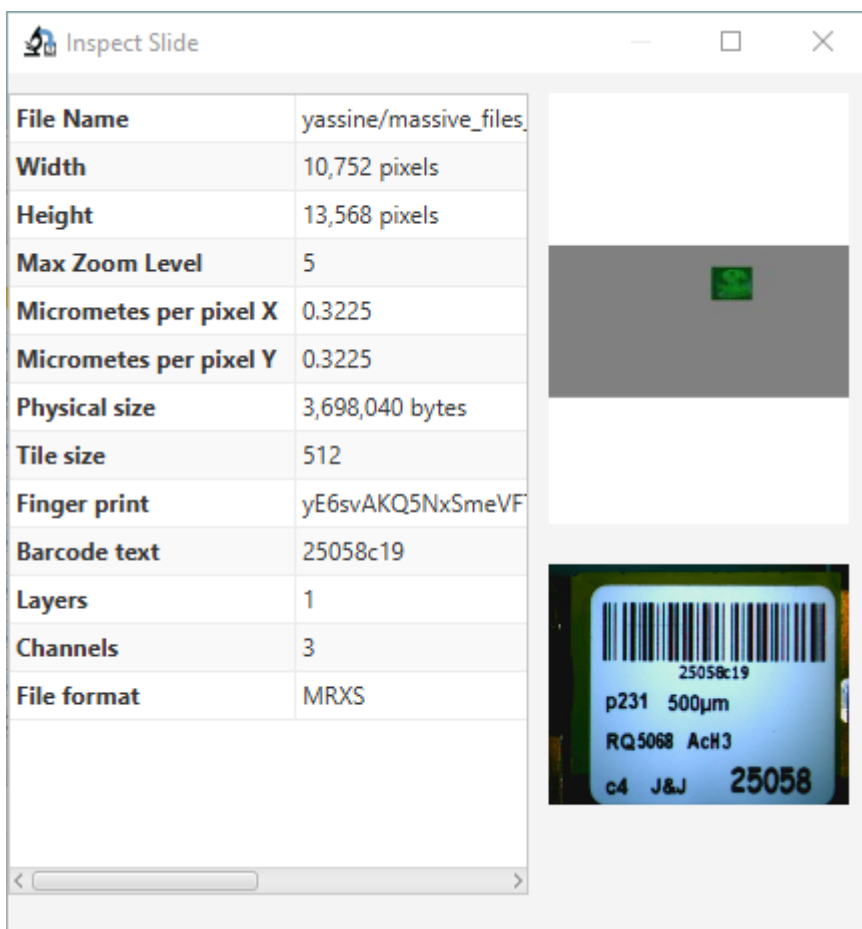 Inspect Slide
File Name yassine/massive_files_
Width 10,752 pixels
Height 13,568 pixels
Max Zoom Level 5
Micrometes per pixel X 0.3225
Micrometes per pixel Y 0.3225
Physical size 3,698,040 bytes
Tile size 512
Finger print yE6svAKQ5NxSmeVF
Barcode text 25058c19
Layers 1
Channels 3
File format MRXS
25058c19
p231 500µm
RQ5068 AcH3
c4 J&J 25058